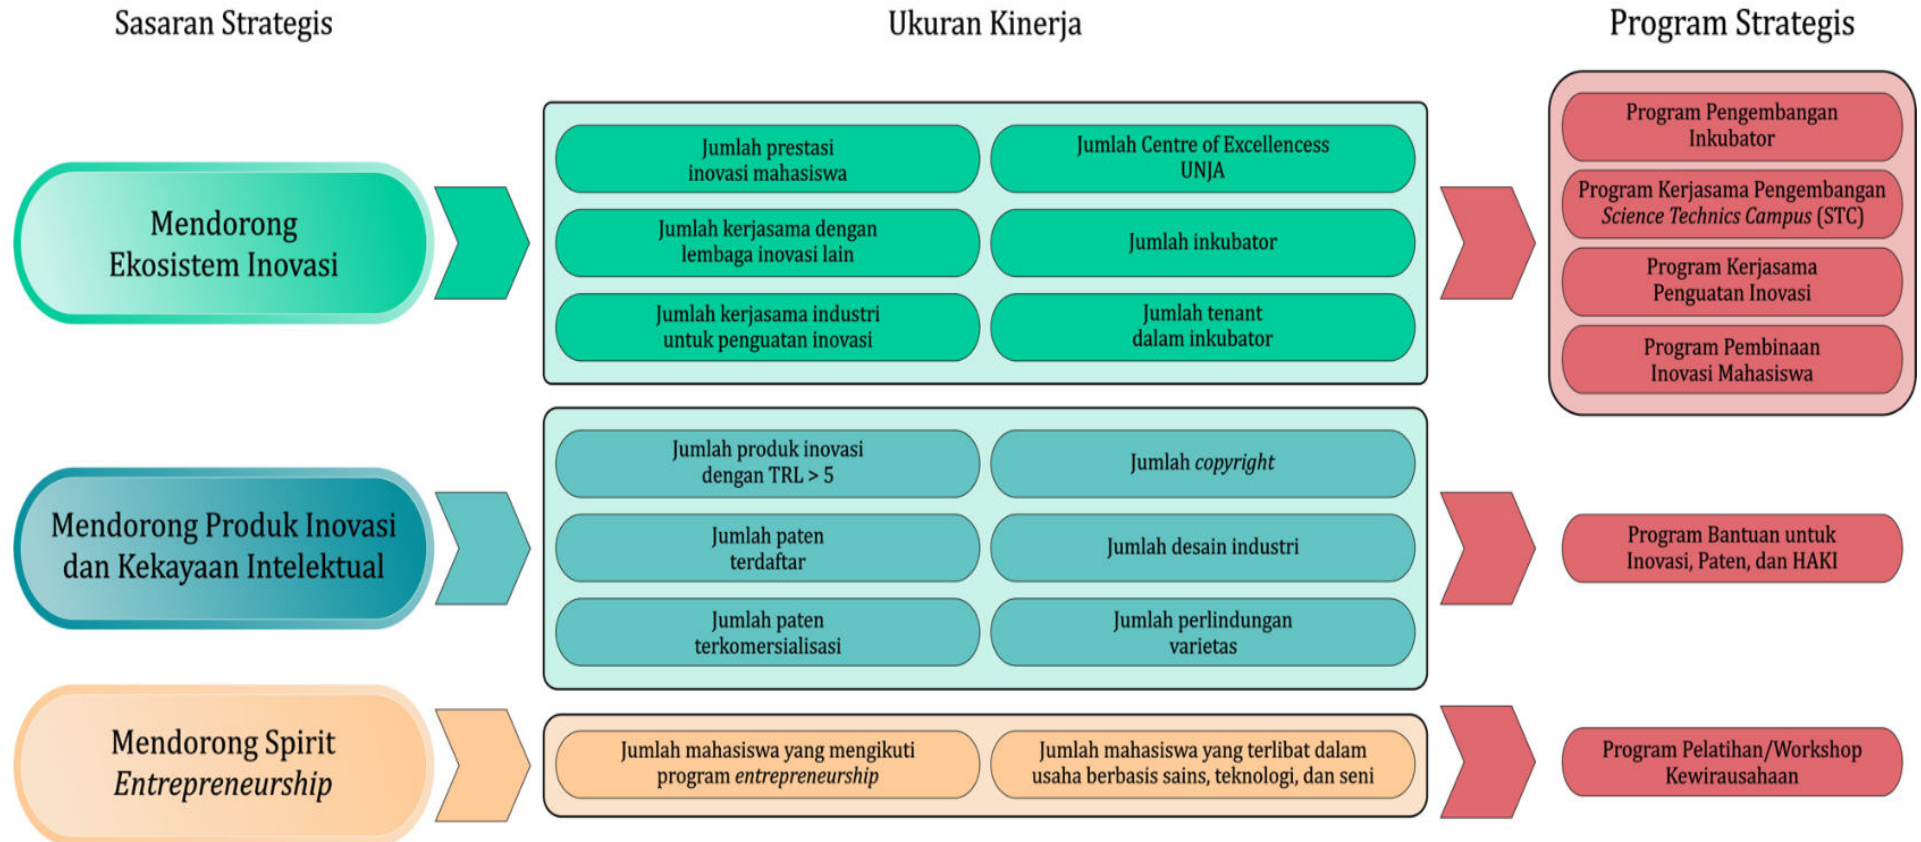 Sasaran Strategis
Ukuran Kinerja
Program Strategis
Mendorong
Ekosistem Inovasi
Jumlah prestasi
inovasi mahasiswa
Jumlah Centre of Excellencess
UNJA
Jumlah kerjasama dengan
lembaga inovasi lain
Jumlah inkubator
Jumlah kerjasama industri
untuk penguatan inovasi
Jumlah tenant
dalam inkubator
Program Pengembangan
Inkubator
Program Kerjasama Pengembangan
Science Technics Campus (STC)
Program Kerjasama
Penguatan Inovasi
Program Pembinaan
Inovasi Mahasiswa
Mendorong Produk Inovasi
dan Kekayaan Intelektual
Jumlah produk inovasi
dengan TRL > 5
Jumlah copyright
Jumlah paten
terdaftar
Jumlah desain industri
Jumlah paten
terkomersialisasi
Jumlah perlindungan
varietas
Program Bantuan untuk
Inovasi, Paten, dan HAKI
Mendorong Spirit
Entrepreneurship
Jumlah mahasiswa yang mengikuti
program entrepreneurship
Jumlah mahasiswa yang terlibat dalam
usaha berbasis sains, teknologi, dan seni
Program Pelatihan/Workshop
Kewirausahaan